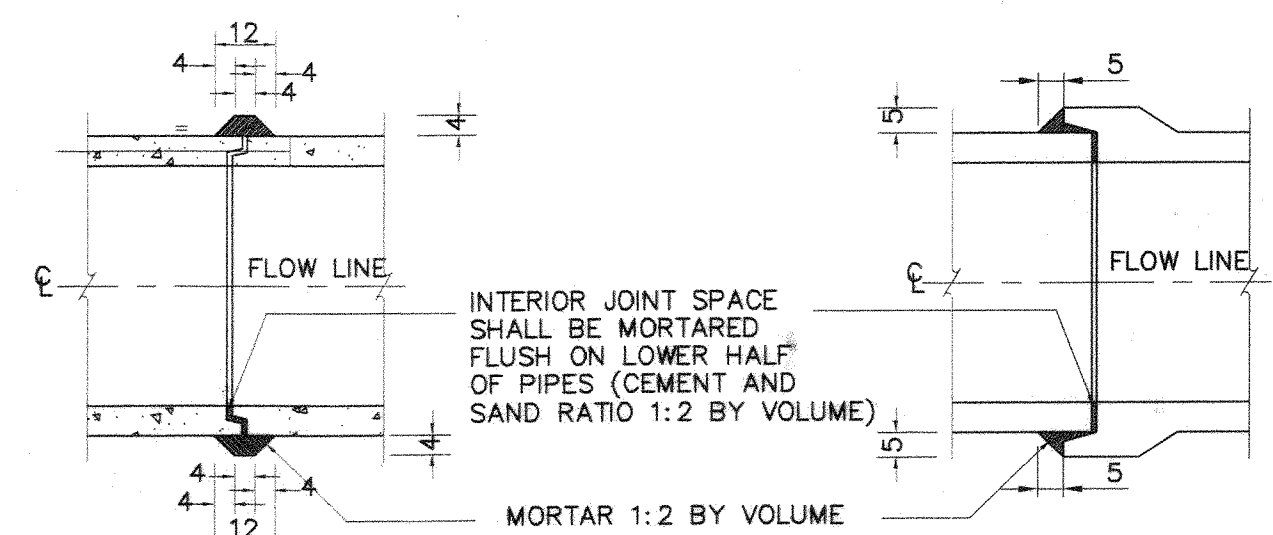 12
4 4
4
4
5
5
℄ FLOW LINE
℄ FLOW LINE
INTERIOR JOINT SPACE
SHALL BE MORTARED
FLUSH ON LOWER HALF
OF PIPES (CEMENT AND
SAND RATIO 1:2 BY VOLUME)
4
5
4 4
4
12
5
MORTAR 1:2 BY VOLUME